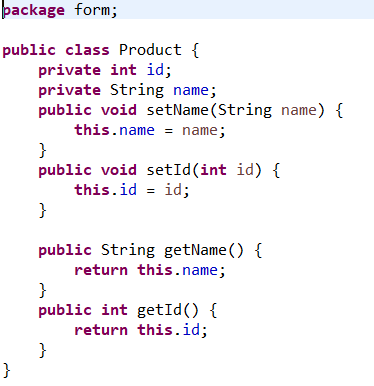 package form;
public class Product {
private int id;
private String name;
public void setName(String name) {
this.name = name;
}
public void setId(int id) {
this.id = id;
}
public String getName() {
return this.name;
}
public int getId() {
return this.id;
}
}